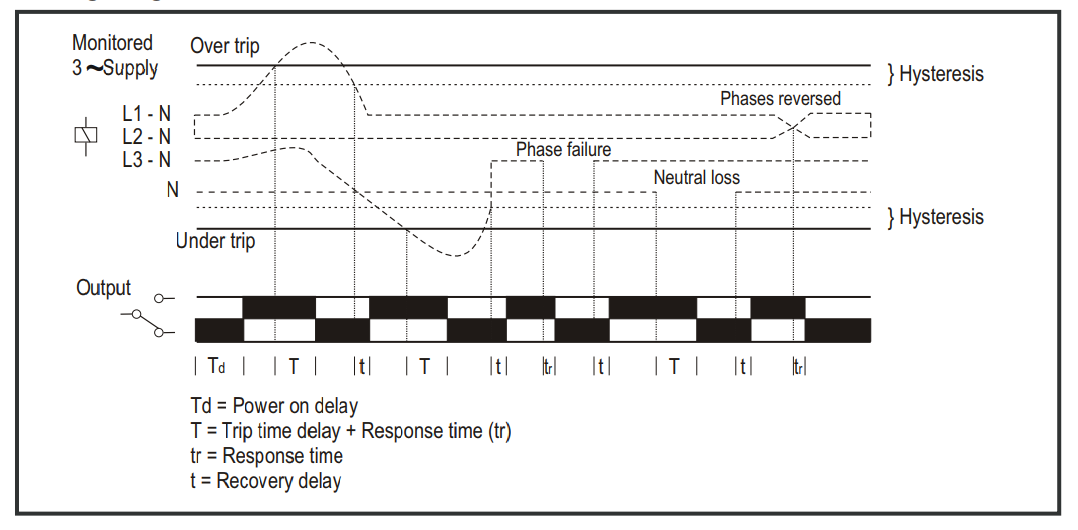 Monitored
3 ~Supply
Over trip
} Hysteresis
Phases reversed
L1 - N
L2 - N
L3 - N
Phase failure
N
Neutral loss
} Hysteresis
Under trip
Output
Td T t T t tr t T t tr
Td = Power on delay
T = Trip time delay + Response time (tr)
tr = Response time
t = Recovery delay